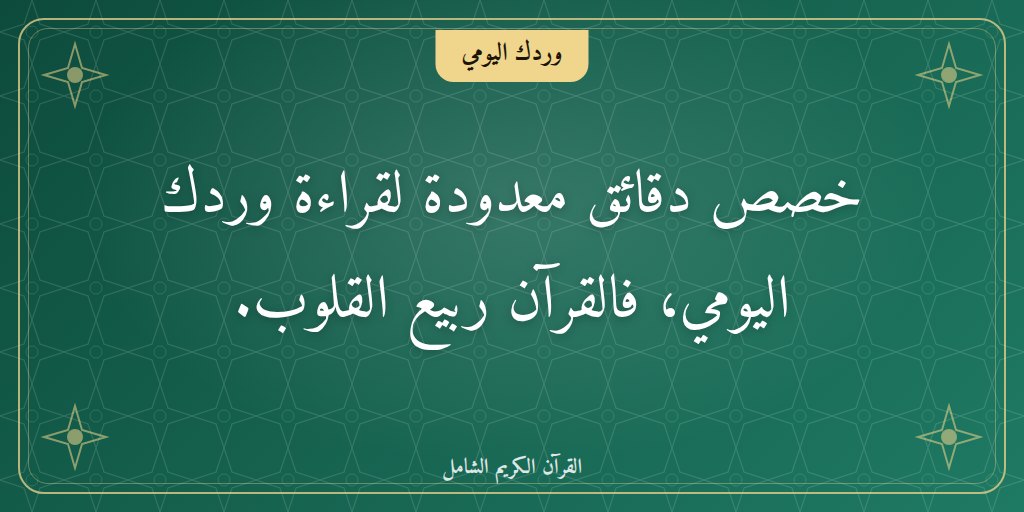 وردك اليومي
خصص دقائق معدودة لقراءة وردك
اليومي، فالقرآن ربيع القلوب.
القرآن الكريم الشامل